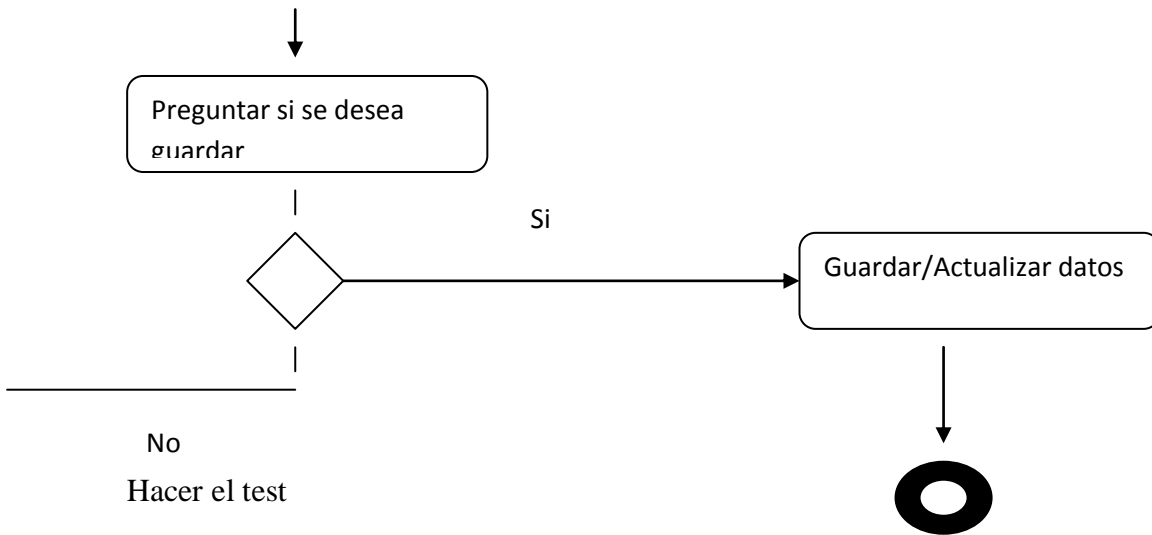 Preguntar si se desea
guardar
Si
Guardar/Actualizar datos
No
Hacer el test